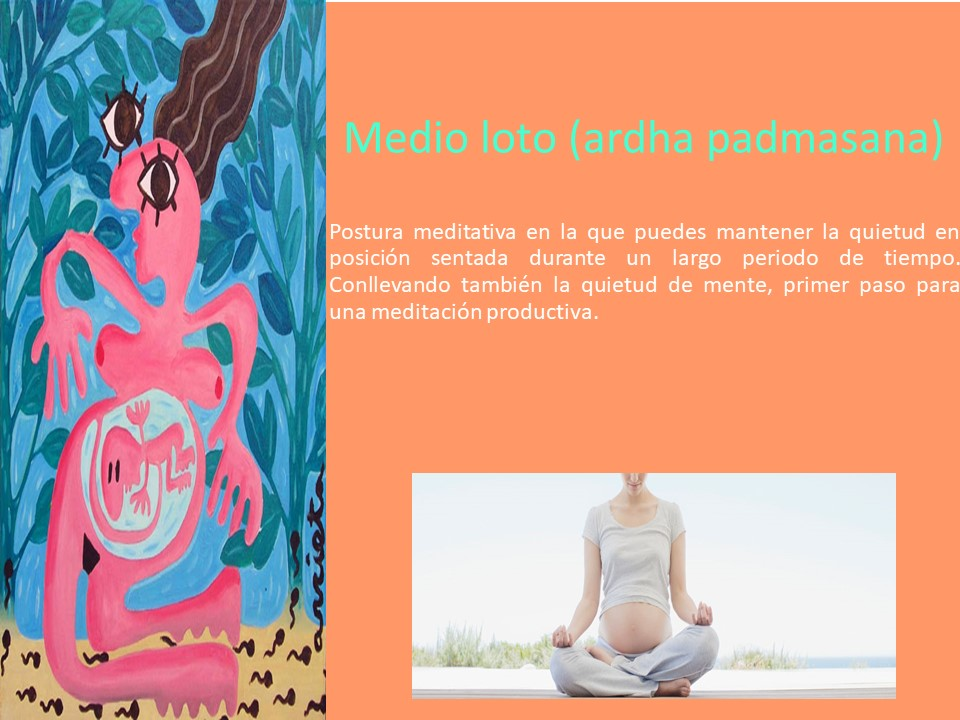 Medio loto (ardha padmasana)
Postura meditativa en la que puedes mantener la quietud en
posición sentada durante un largo periodo de tiempo.
Conllevando también la quietud de mente, primer paso para
una meditación productiva.
arrieta